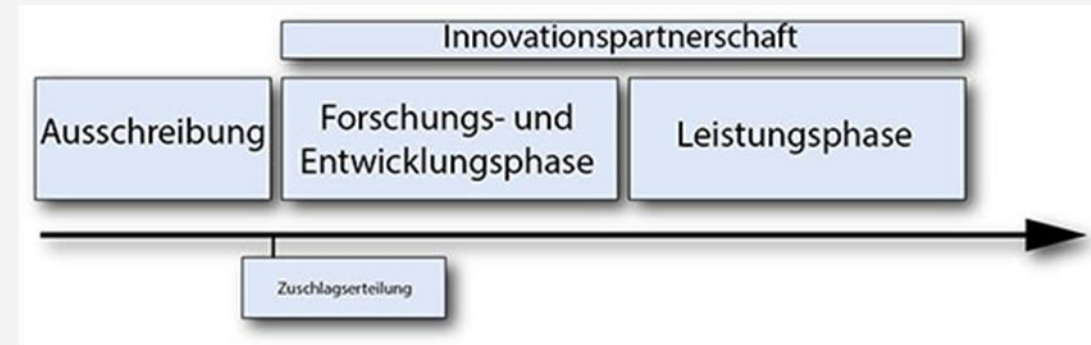 Innovationspartnerschaft
Ausschreibung
Forschungs- und
Entwicklungsphase
Leistungsphase
Zuschlagserteilung